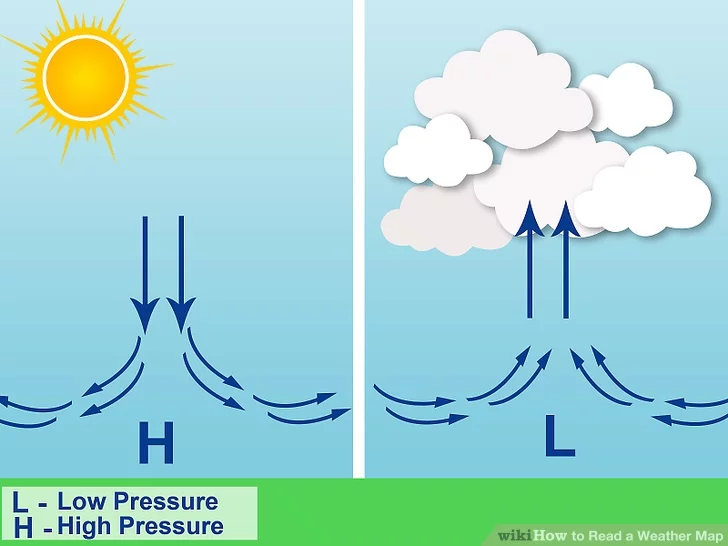 H
L
L - Low Pressure
H - High Pressure
wikiHow to Read a Weather Map